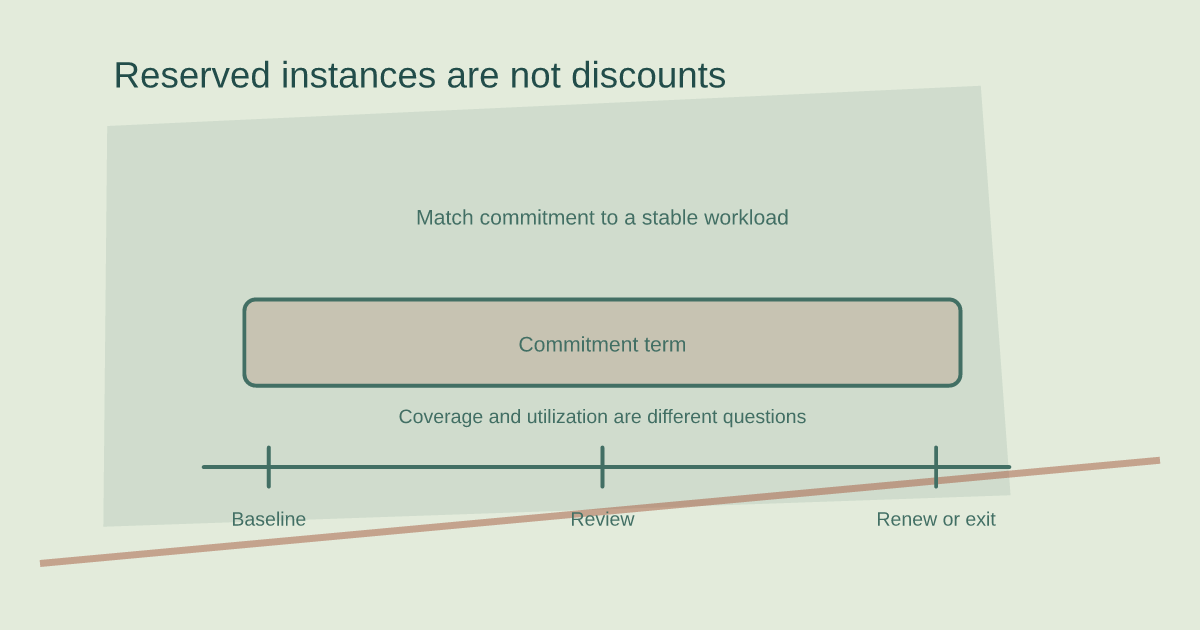 Reserved instances are not discounts
Match commitment to a stable workload
Commitment term
Coverage and utilization are different questions
Baseline
Review
Renew or exit